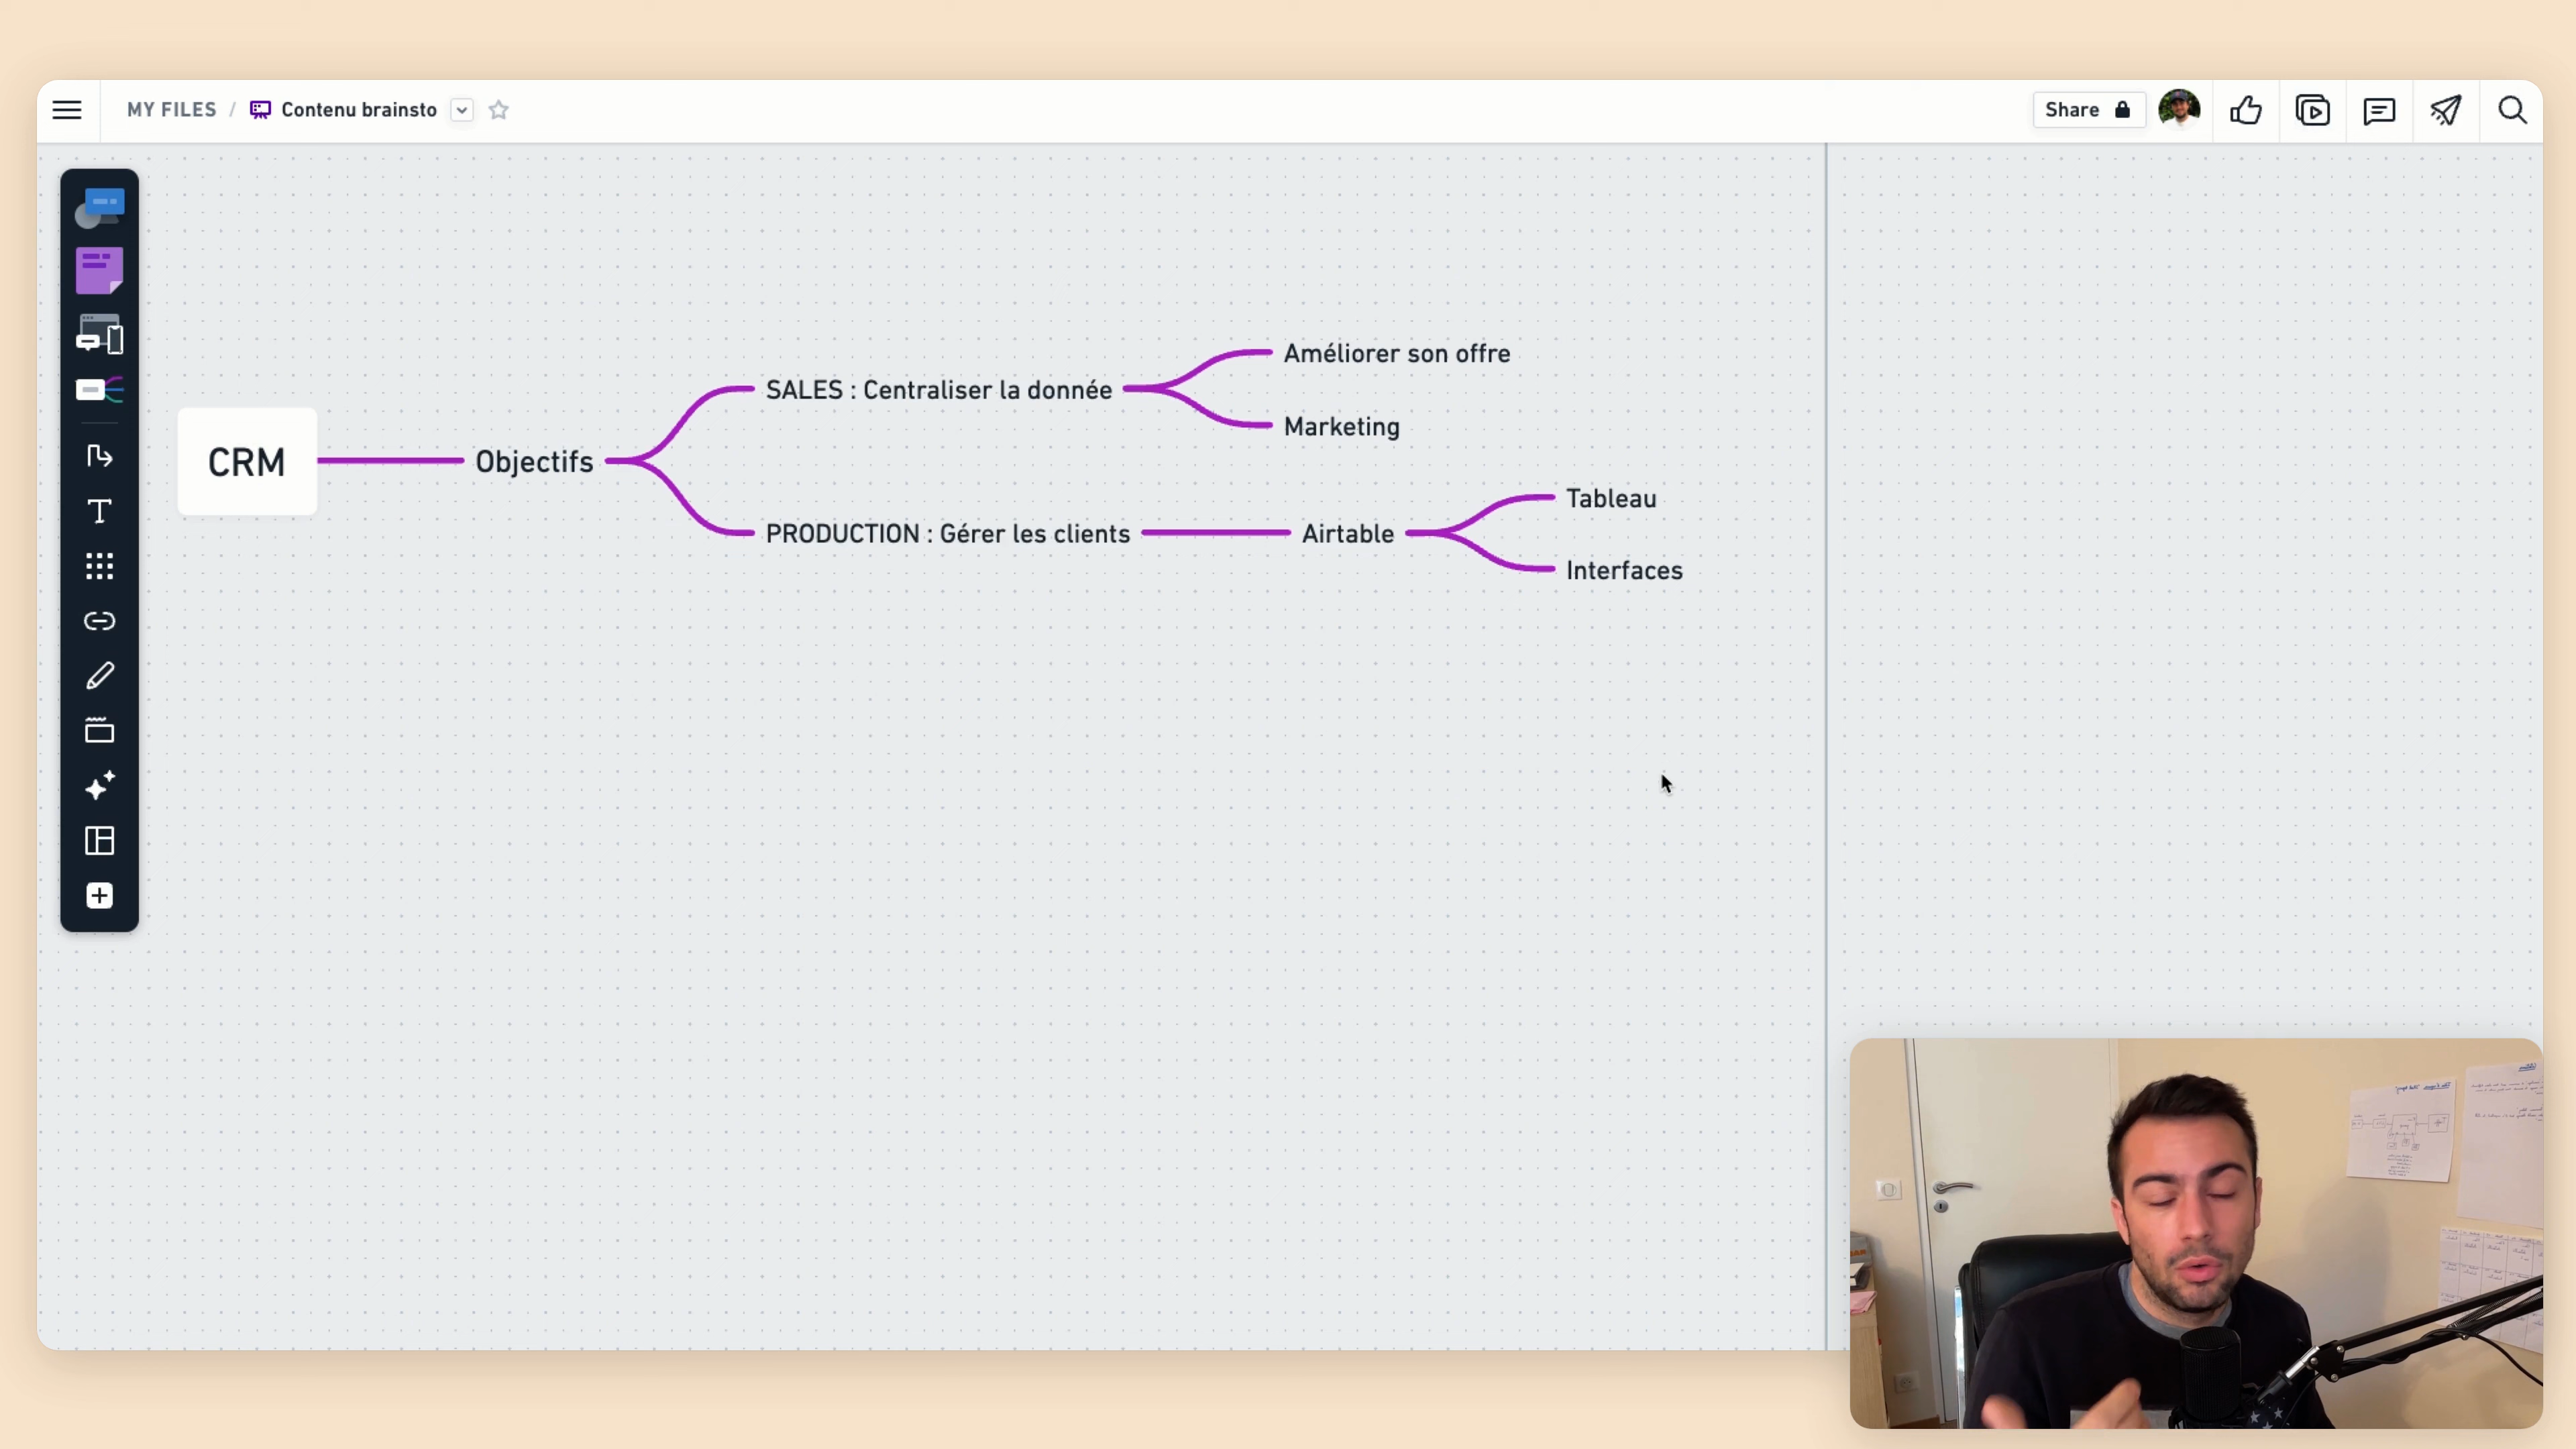 MY FILES / Contenu brainsto
Share
Améliorer son offre
SALES : Centraliser la donnée
Marketing
CRM
Objectifs
Tableau
PRODUCTION : Gérer les clients
Airtable
Interfaces